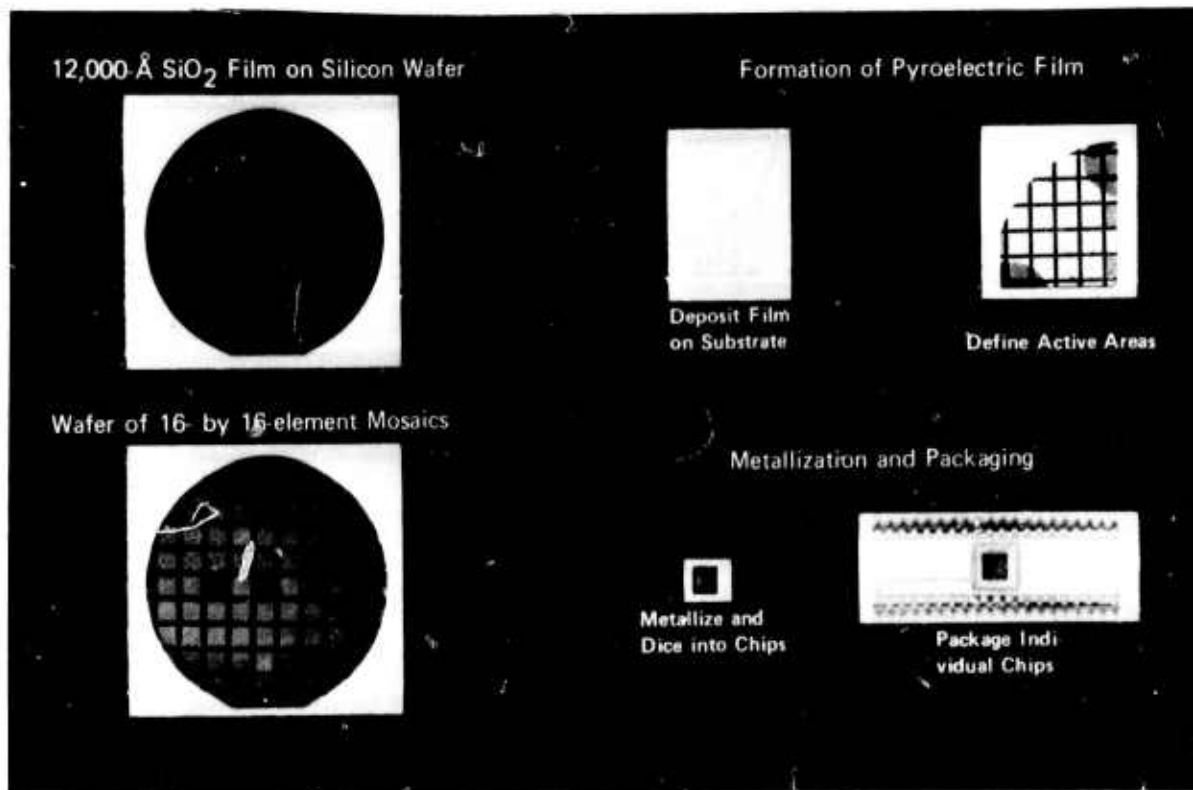 12,000-Å SiO2 Film on Silicon Wafer
Formation of Pyroelectric Film
Deposit Film
on Substrate
Define Active Areas
Wafer of 16- by 16-element Mosaics
Metallization and Packaging
Metallize and
Dice into Chips
Package Indi
vidual Chips